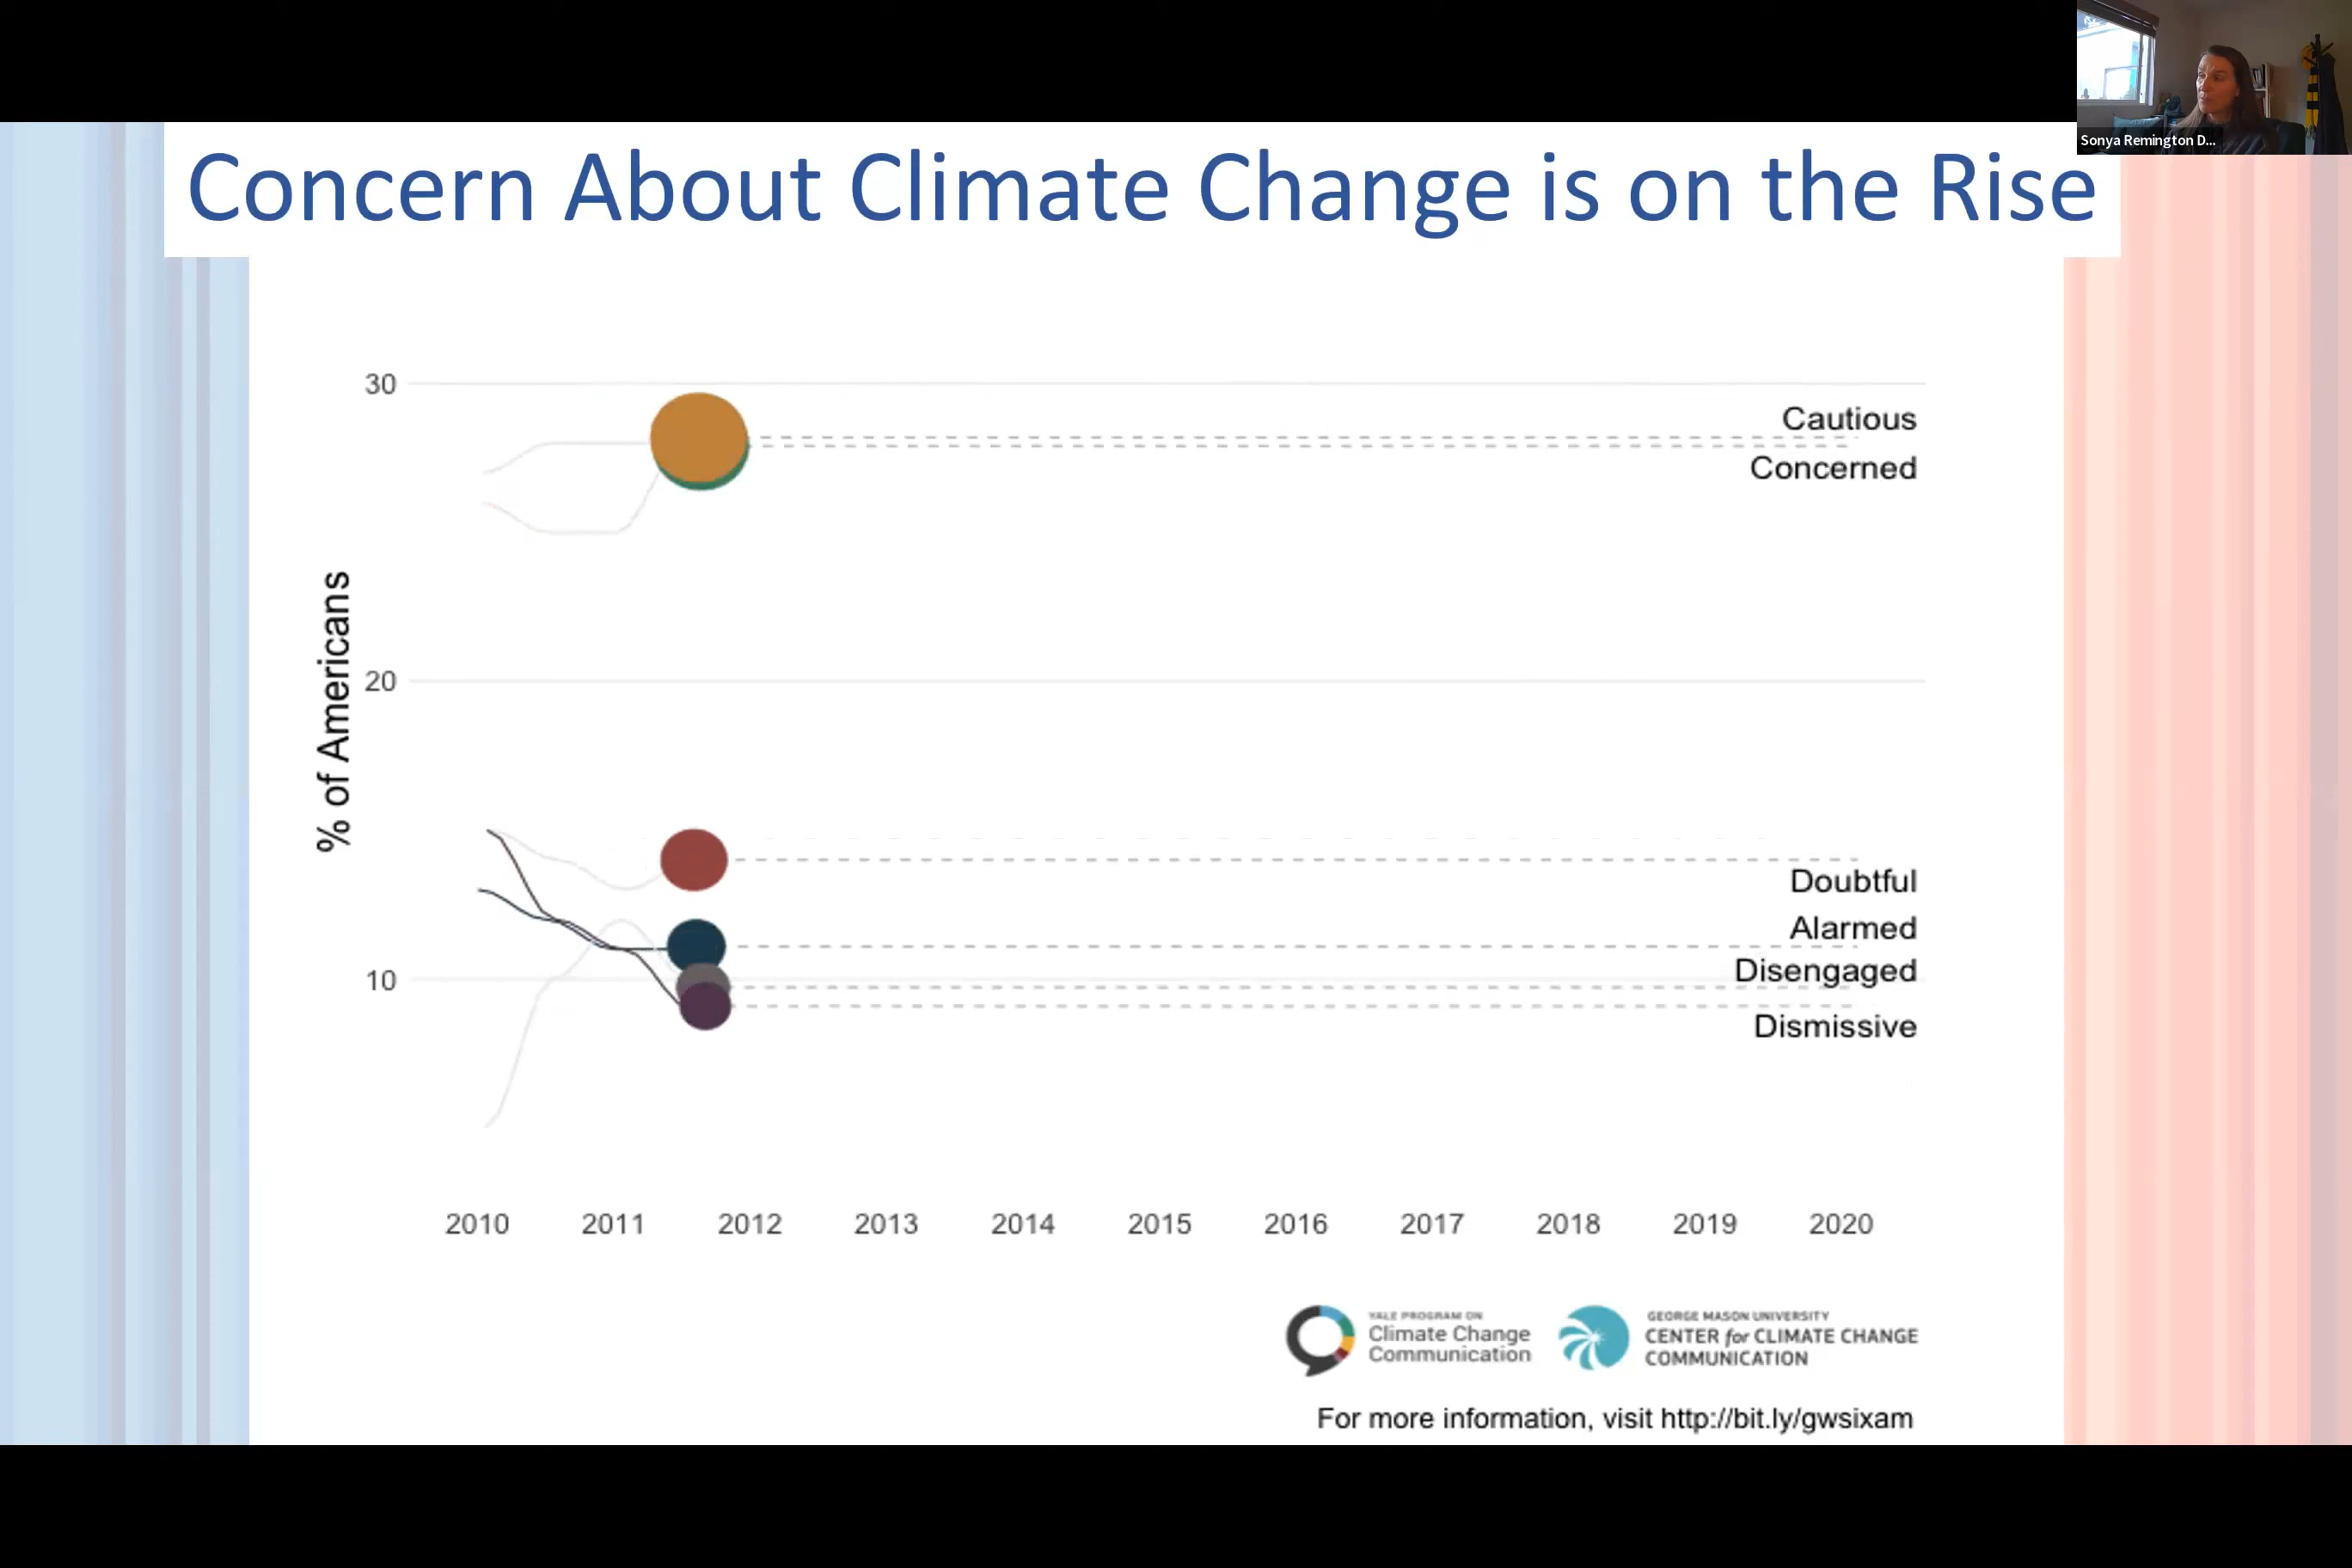 Sonya Remington D...
Concern About Climate Change is on the Rise
30
Cautious
Concerned
% of Americans
20
Doubtful
Alarmed
10
Disengaged
Dismissive
2010 2011 2012 2013 2014 2015 2016 2017 2018 2019 2020
YALE PROGRAM ON
Climate Change
Communication
GEORGE MASON UNIVERSITY
CENTER for CLIMATE CHANGE
COMMUNICATION
For more information, visit http://bit.ly/gwsixam